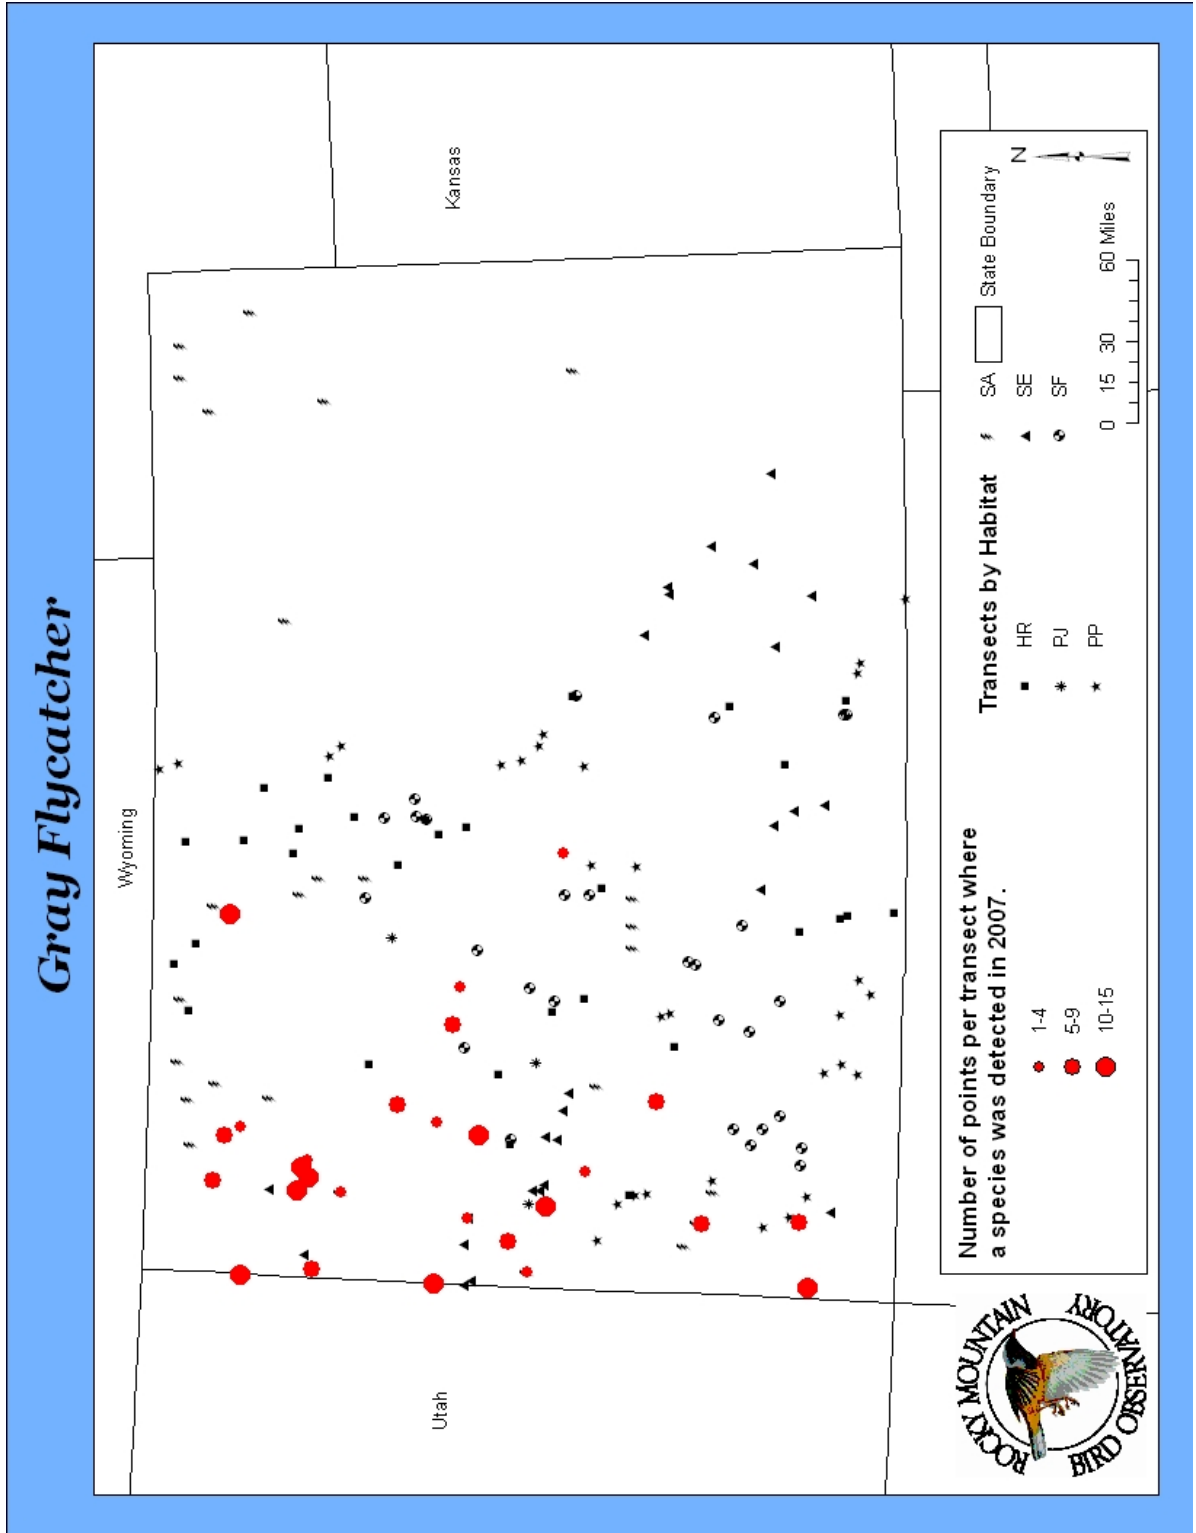 Gray Flycatcher
Wyoming
Utah
Kansas
Number of points per transect where
a species was detected in 2007.
1-4
5-9
10-15
Transects by Habitat
HR
PJ
PP
SA
SE
SF
State Boundary
N
0 15 30 60 Miles
ROCKY MOUNTAIN
BIRD OBSERVATORY